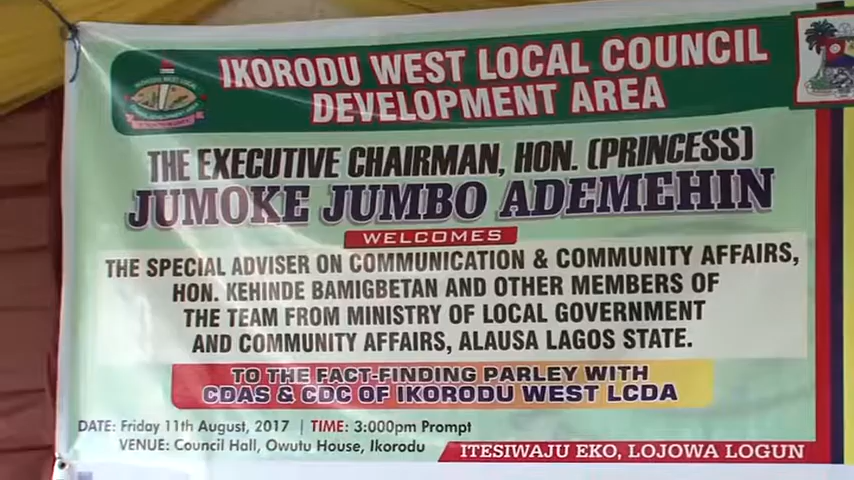 IKORODU WEST LOCAL COUNCIL
DEVELOPMENT AREA
THE EXECUTIVE CHAIRMAN, HON. (PRINCESS)
JUMOKE JUMBO ADEMEHIN
WELCOMES
THE SPECIAL ADVISER ON COMMUNICATION & COMMUNITY AFFAIRS,
HON. KEHINDE BAMIGBETAN AND OTHER MEMBERS OF
THE TEAM FROM MINISTRY OF LOCAL GOVERNMENT
AND COMMUNITY AFFAIRS, ALAUSA LAGOS STATE.
TO THE FACT-FINDING PARLEY WITH
CDAS & CDC OF IKORODU WEST LCDA
DATE: Friday 11th August, 2017 | TIME: 3:000pm Prompt
VENUE: Council Hall, Owutu House, Ikorodu
ITESIWAJU EKO, LOJOWA LOGUN